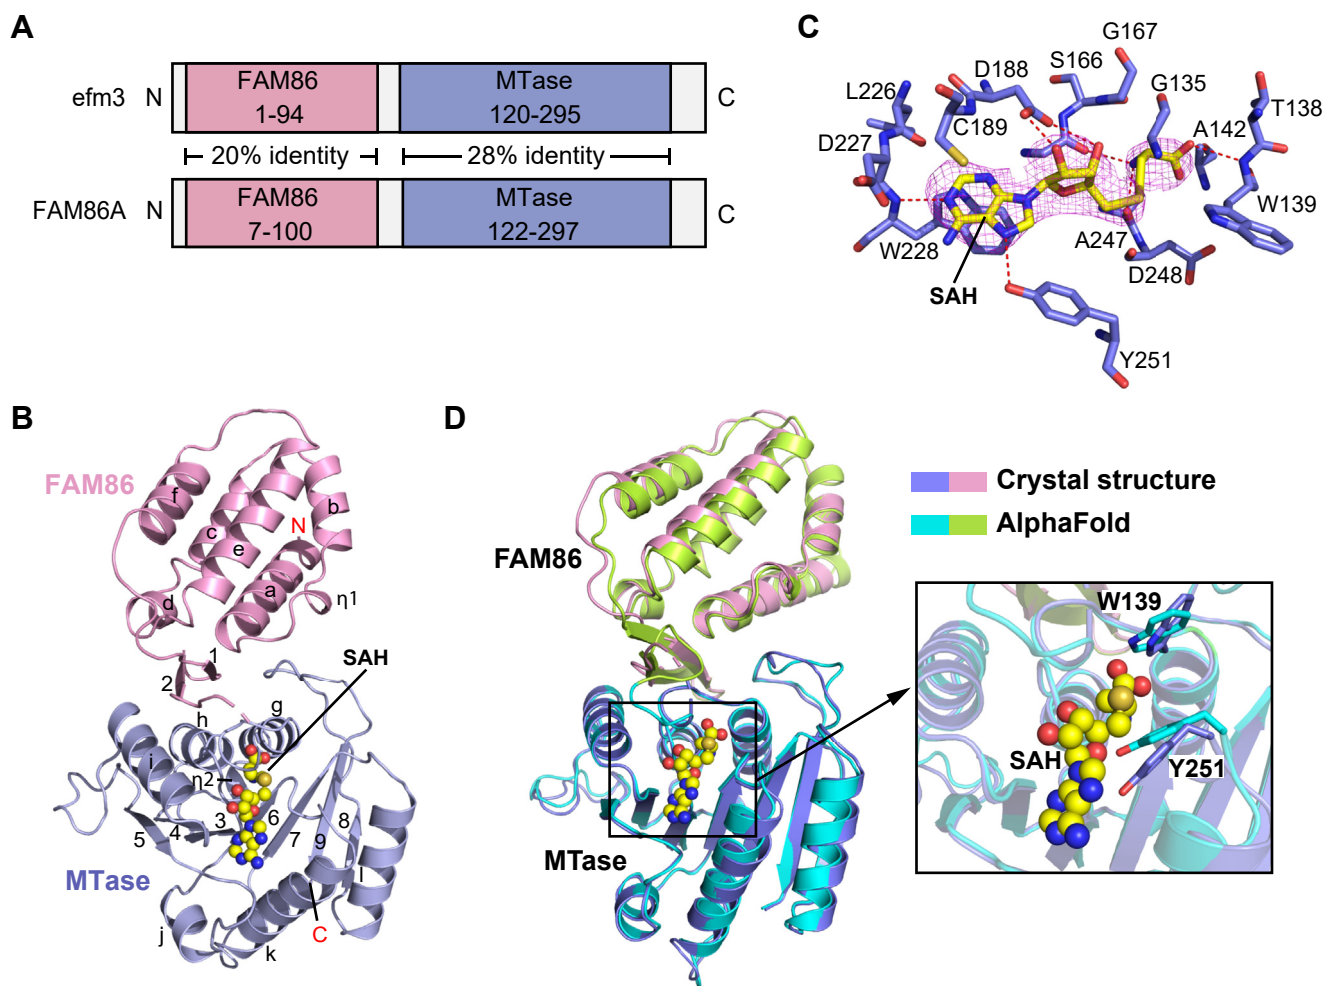 A
efm3 N FAM86 MTase C
1-94 120-295
20% identity 28% identity
FAM86A N FAM86 MTase C
7-100 122-297
C
G167
D188 S166
L226 G135
T138
C189 A142
D227
W139
W228 A247
D248
SAH
Y251
B
FAM86
f
b
N
c
e
a
d η1
1
SAH
2
h g
i
η2
3 6 8
5 4 7 9
MTase l
C
j
k
D
FAM86
MTase
Crystal structure
AlphaFold
W139
SAH
Y251